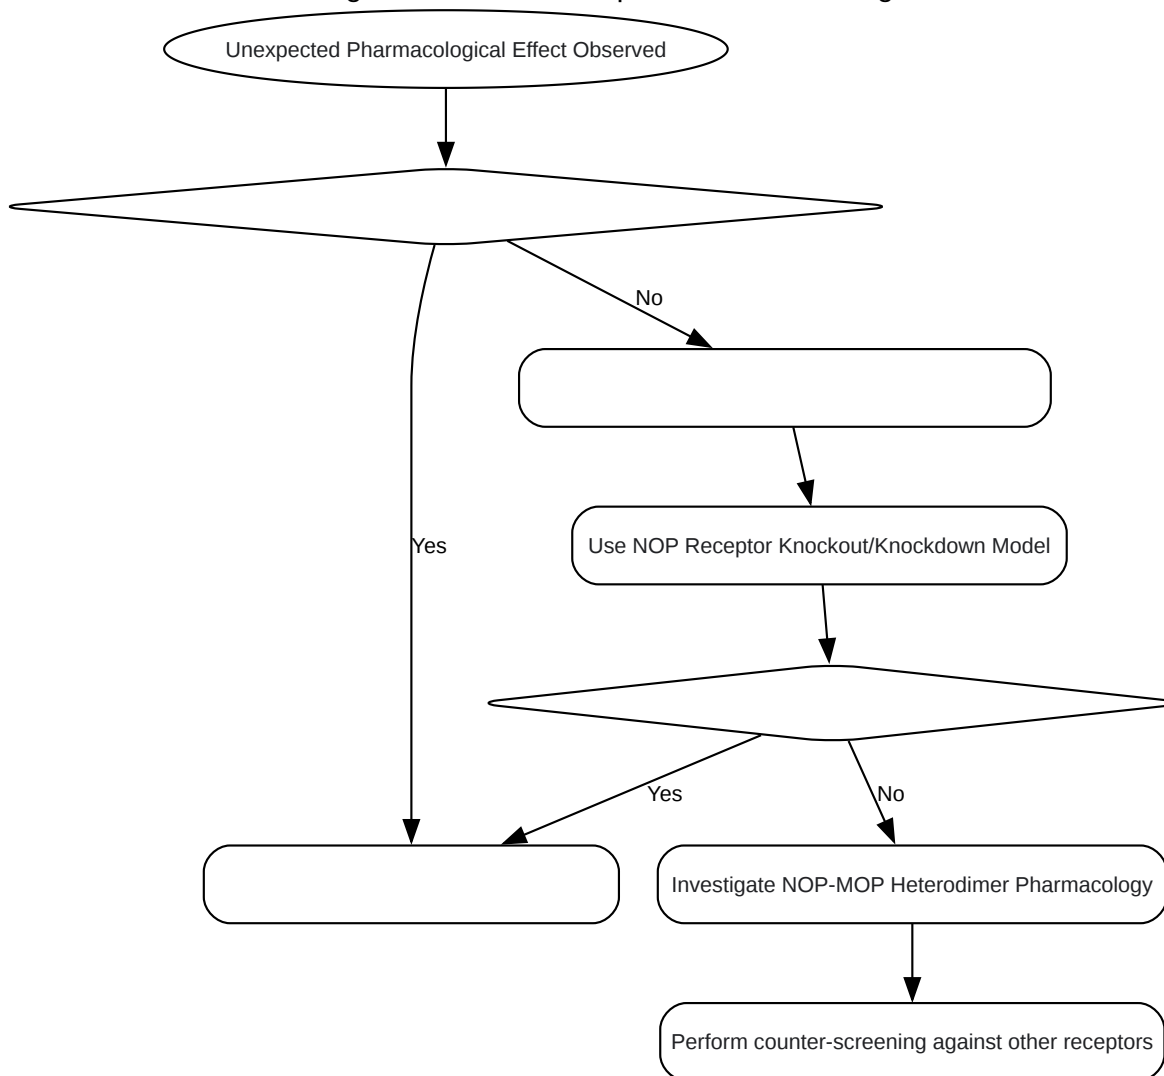 Unexpected Pharmacological Effect Observed
No
Yes
Use NOP Receptor Knockout/Knockdown Model
Yes
No
Investigate NOP-MOP Heterodimer Pharmacology
Perform counter-screening against other receptors